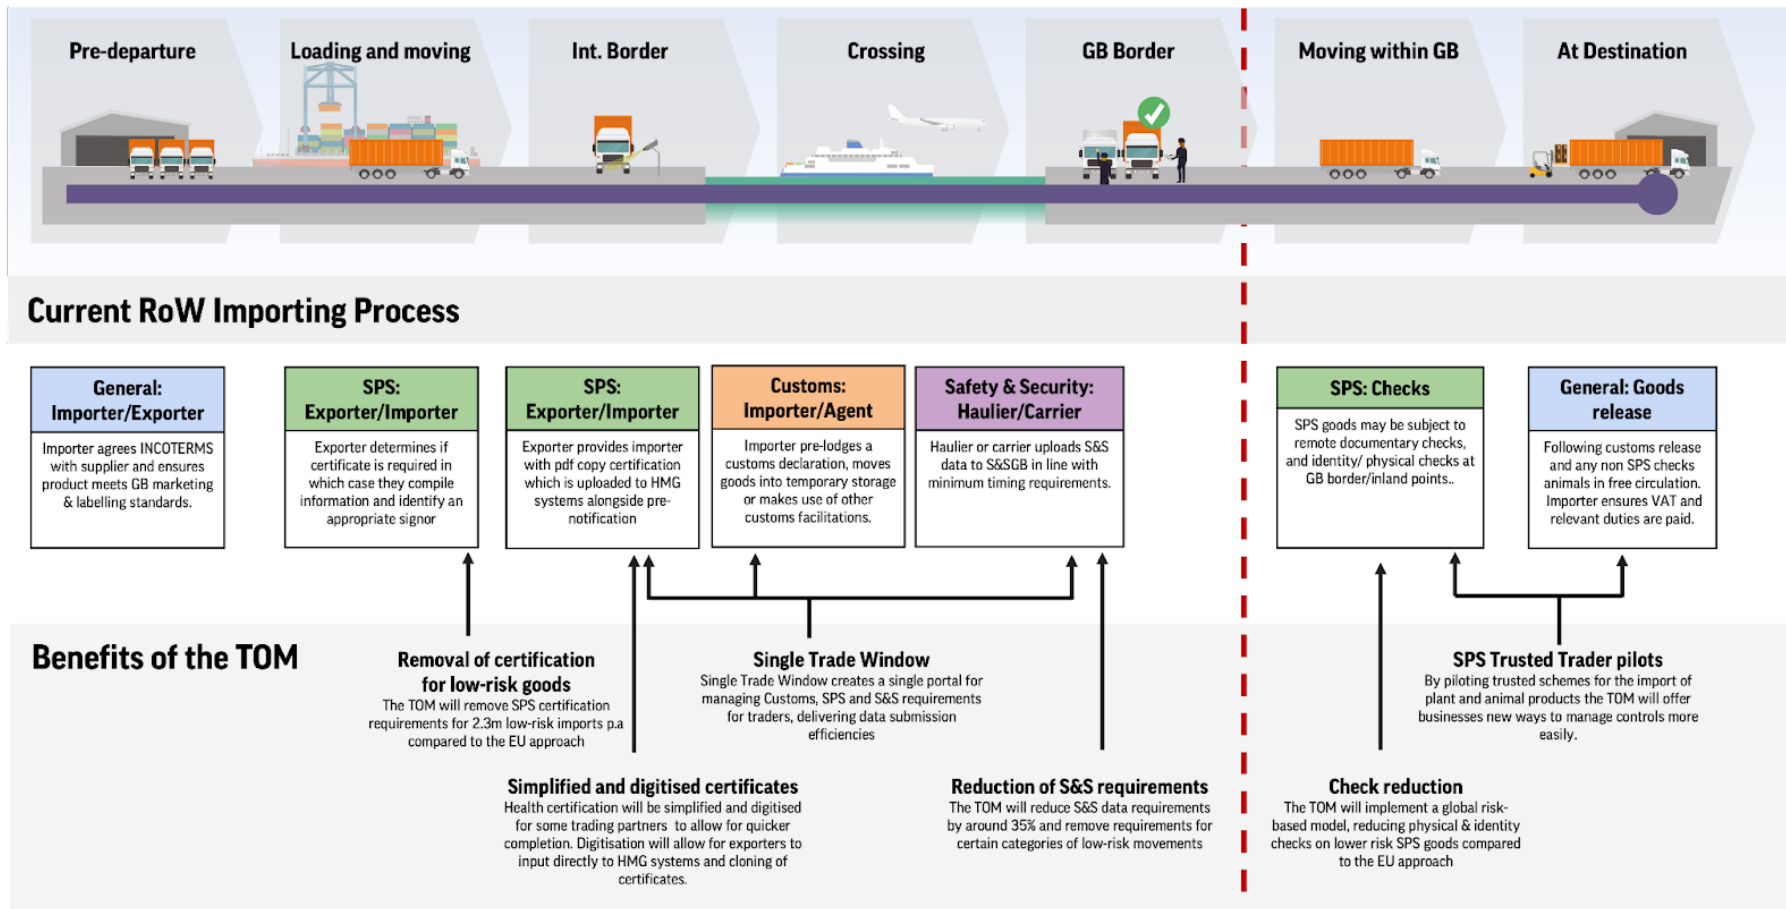 Pre-departure
Loading and moving
Int. Border
Crossing
GB Border
Moving within GB
At Destination
Current RoW Importing Process
General:
Importer/Exporter
Importer agrees INCOTERMS
with supplier and ensures
product meets GB marketing
& labelling standards.
SPS:
Exporter/Importer
Exporter determines if
certificate is required in
which case they compile
information and identify an
appropriate signor
SPS:
Exporter/Importer
Exporter provides importer
with pdf copy certification
which is uploaded to HMG
systems alongside pre-
notification
Customs:
Importer/Agent
Importer pre-lodges a
customs declaration, moves
goods into temporary storage
or makes use of other
customs facilitations.
Safety & Security:
Haulier/Carrier
Haulier or carrier uploads S&S
data to S&SGB in line with
minimum timing requirements.
SPS: Checks
SPS goods may be subject to
remote documentary checks,
and identity/ physical checks at
GB border/inland points..
General: Goods
release
Following customs release
and any non SPS checks
animals in free circulation.
Importer ensures VAT and
relevant duties are paid.
Benefits of the TOM
Removal of certification
for low-risk goods
The TOM will remove SPS certification
requirements for 2.3m low-risk imports p.a
compared to the EU approach
Single Trade Window
Single Trade Window creates a single portal for
managing Customs, SPS and S&S requirements
for traders, delivering data submission
efficiencies
SPS Trusted Trader pilots
By piloting trusted schemes for the import of
plant and animal products the TOM will offer
businesses new ways to manage controls more
easily.
Simplified and digitised certificates
Health certification will be simplified and digitised
for some trading partners to allow for quicker
completion. Digitisation will allow for exporters to
input directly to HMG systems and cloning of
certificates.
Reduction of S&S requirements
The TOM will reduce S&S data requirements
by around 35% and remove requirements for
certain categories of low-risk movements
Check reduction
The TOM will implement a global risk-
based model, reducing physical & identity
checks on lower risk SPS goods compared
to the EU approach